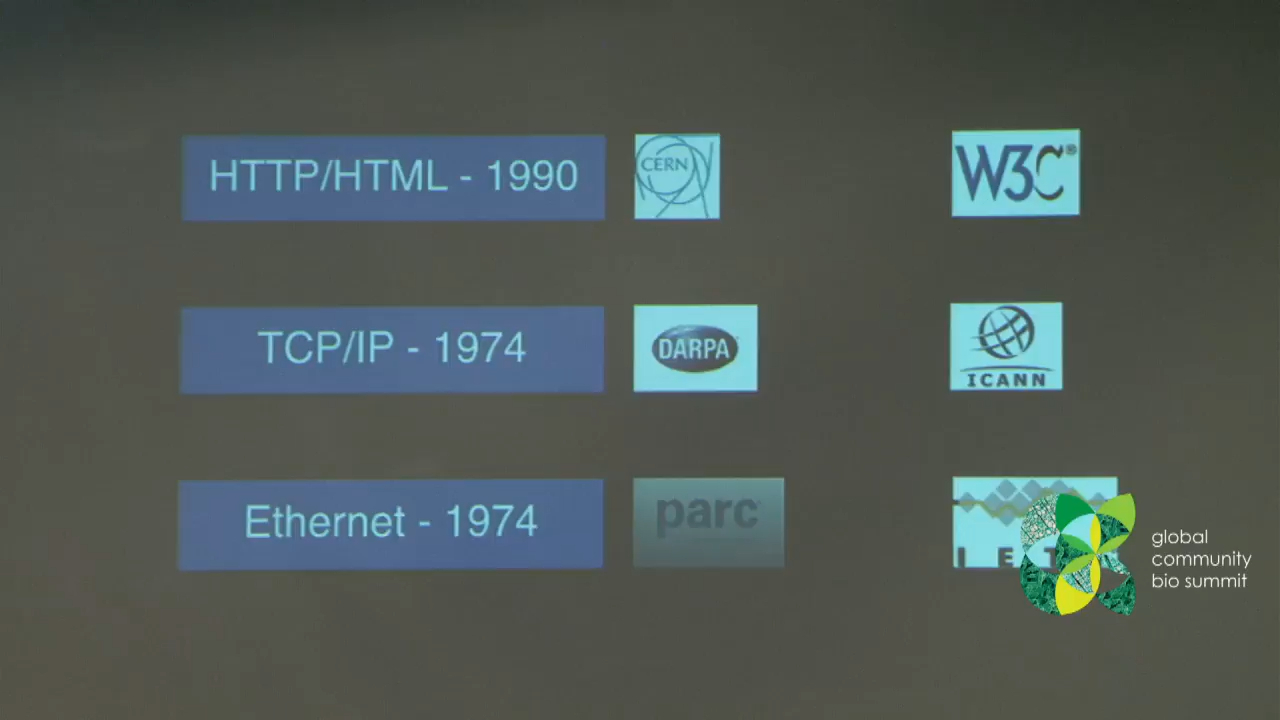 HTTP/HTML - 1990
CERN
W3C®
TCP/IP - 1974
DARPA
ICANN
Ethernet - 1974
parc
I E T
global
community
bio summit